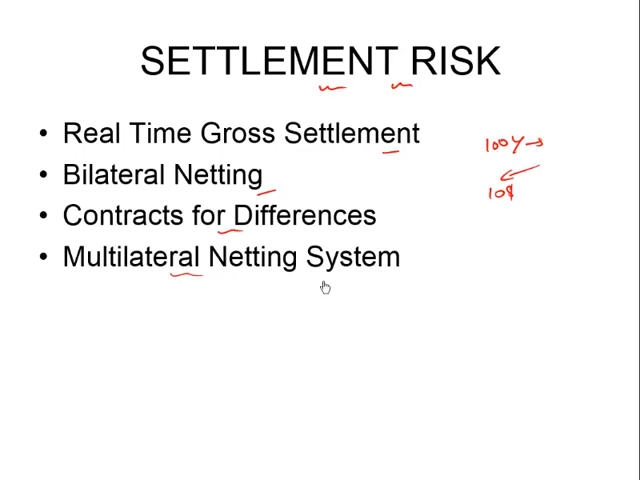 SETTLEMENT RISK
• Real Time Gross Settlement
100Y→
• Bilateral Netting
10$
• Contracts for Differences
• Multilateral Netting System